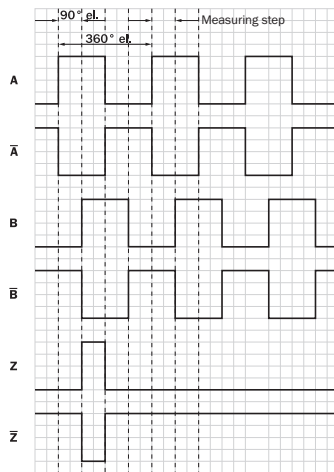 90° el.
Measuring step
360° el.
A
A̅
B
B̅
Z
Z̅